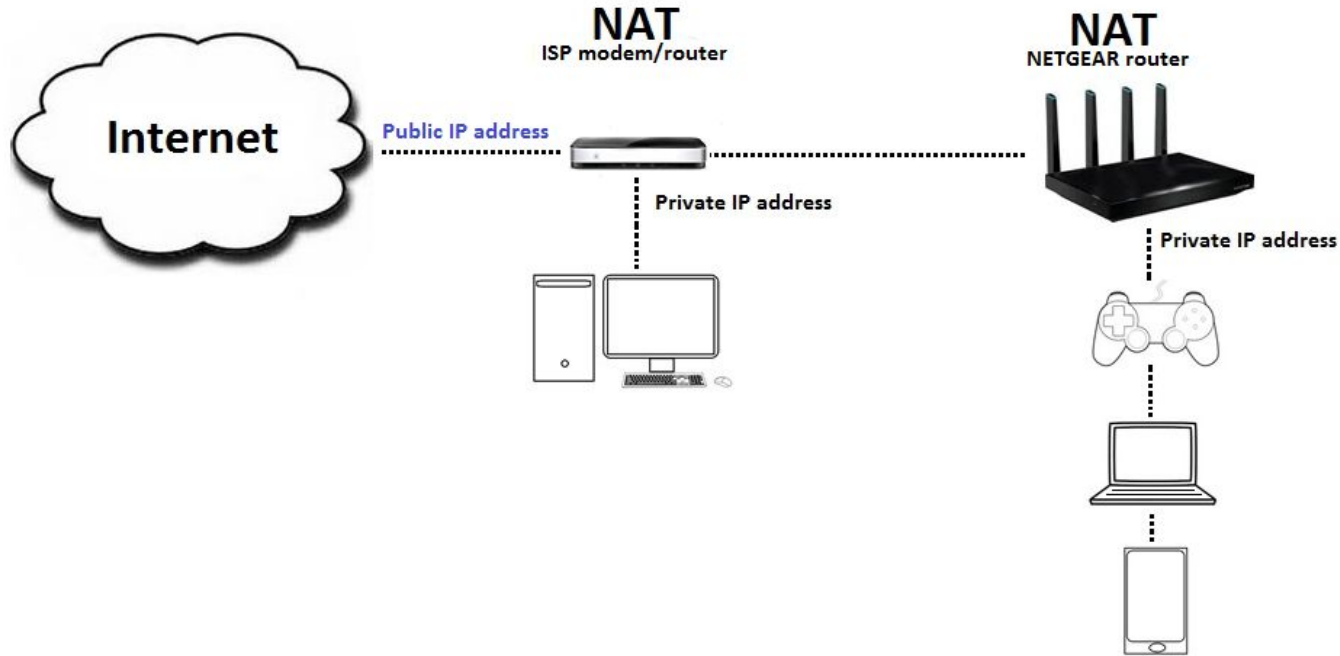 NAT
ISP modem/router
NAT
NETGEAR router
Internet
Public IP address
Private IP address
Private IP address